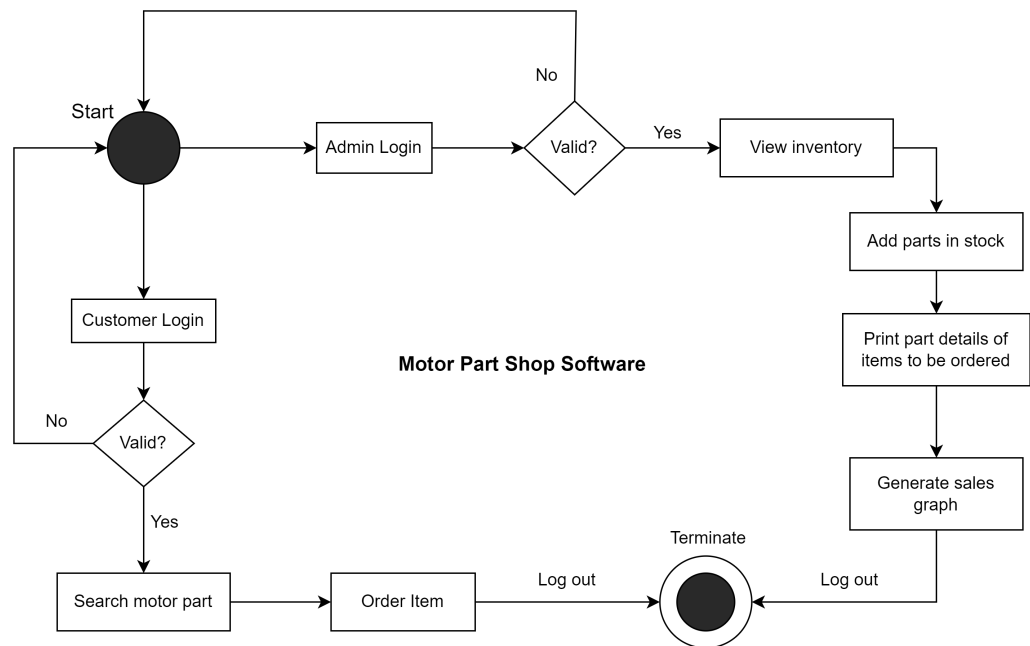 No
Start
Admin Login
Valid?
Yes
View inventory
Add parts in stock
Customer Login
Print part details of
items to be ordered
Motor Part Shop Software
No
Valid?
Generate sales
graph
Yes
Terminate
Search motor part
Order Item
Log out
Log out